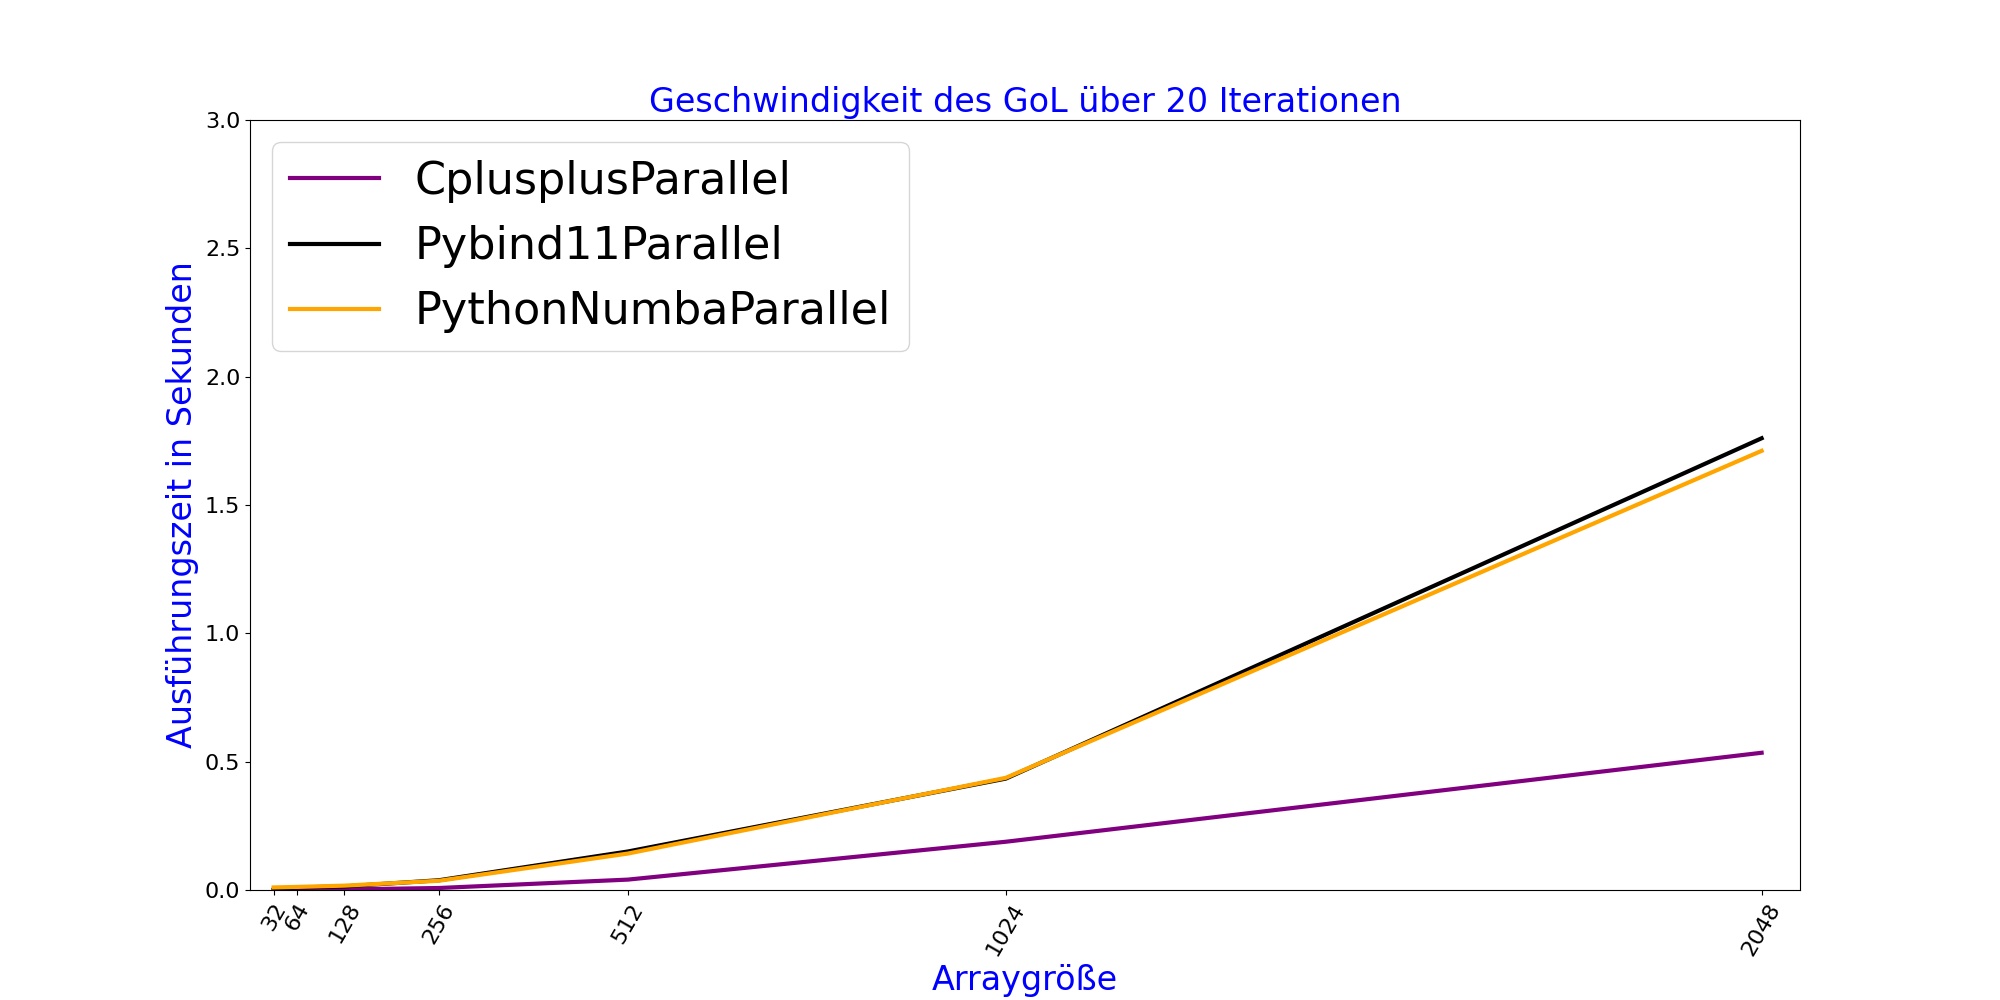 Geschwindigkeit des GoL über 20 Iterationen
3.0
2.5
2.0
1.5
1.0
0.5
0.0
Ausführungszeit in Sekunden
CplusplusParallel
Pybind11Parallel
PythonNumbaParallel
32
64
128
256
512
1024
2048
Arraygröße